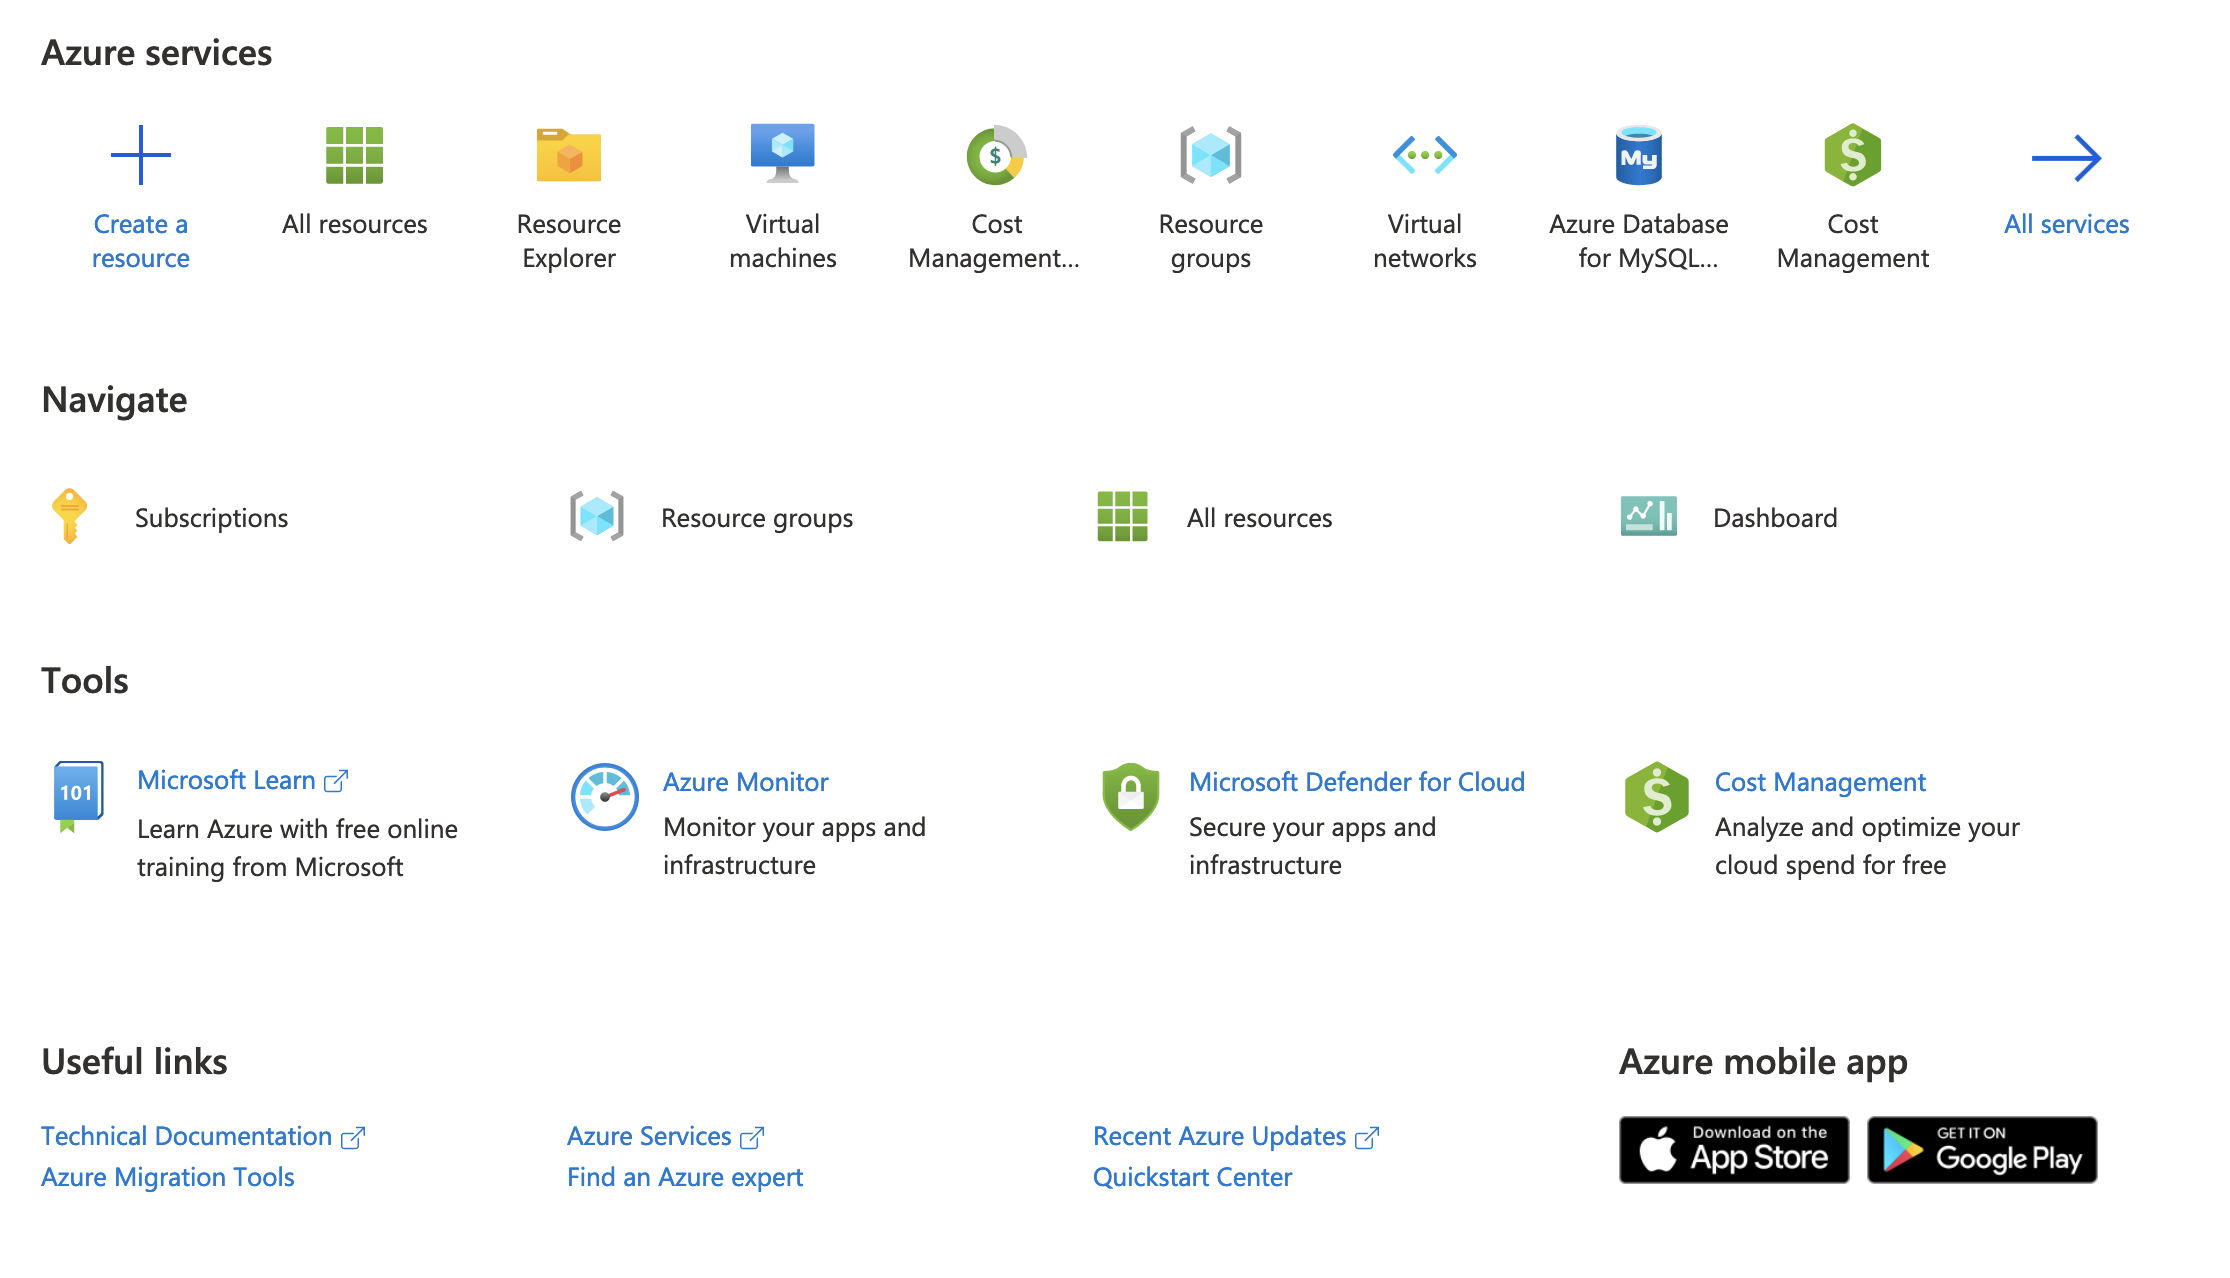 Azure services
Create a
resource
All resources
Resource
Explorer
Virtual
machines
$
Cost
Management...
Resource
groups
Virtual
networks
My
Azure Database
for MySQL...
$
Cost
Management
All services
Navigate
Subscriptions
Resource groups
All resources
Dashboard
Tools
101
Microsoft Learn
Learn Azure with free online
training from Microsoft
Azure Monitor
Monitor your apps and
infrastructure
Microsoft Defender for Cloud
Secure your apps and
infrastructure
$
Cost Management
Analyze and optimize your
cloud spend for free
Useful links
Technical Documentation
Azure Migration Tools
Azure Services
Find an Azure expert
Recent Azure Updates
Quickstart Center
Azure mobile app
Download on the
App Store
GET IT ON
Google Play